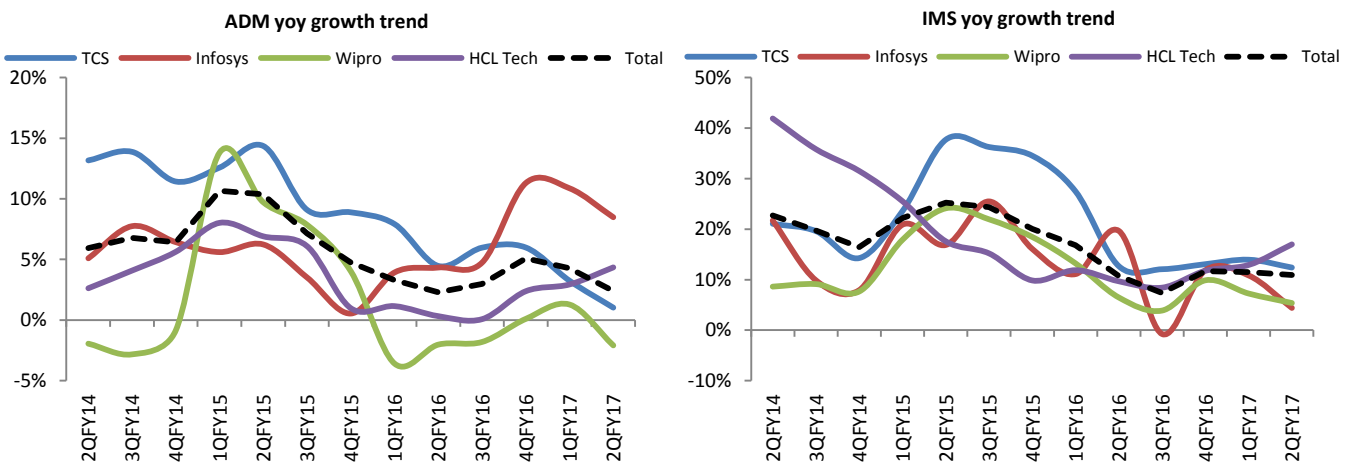 ADM yoy growth trend
TCS Infosys Wipro HCL Tech Total
20%
15%
10%
5%
0%
-5%
2QFY14 3QFY14 4QFY14 1QFY15 2QFY15 3QFY15 4QFY15 1QFY16 2QFY16 3QFY16 4QFY16 1QFY17 2QFY17
IMS yoy growth trend
TCS Infosys Wipro HCL Tech Total
50%
40%
30%
20%
10%
0%
-10%
2QFY14 3QFY14 4QFY14 1QFY15 2QFY15 3QFY15 4QFY15 1QFY16 2QFY16 3QFY16 4QFY16 1QFY17 2QFY17